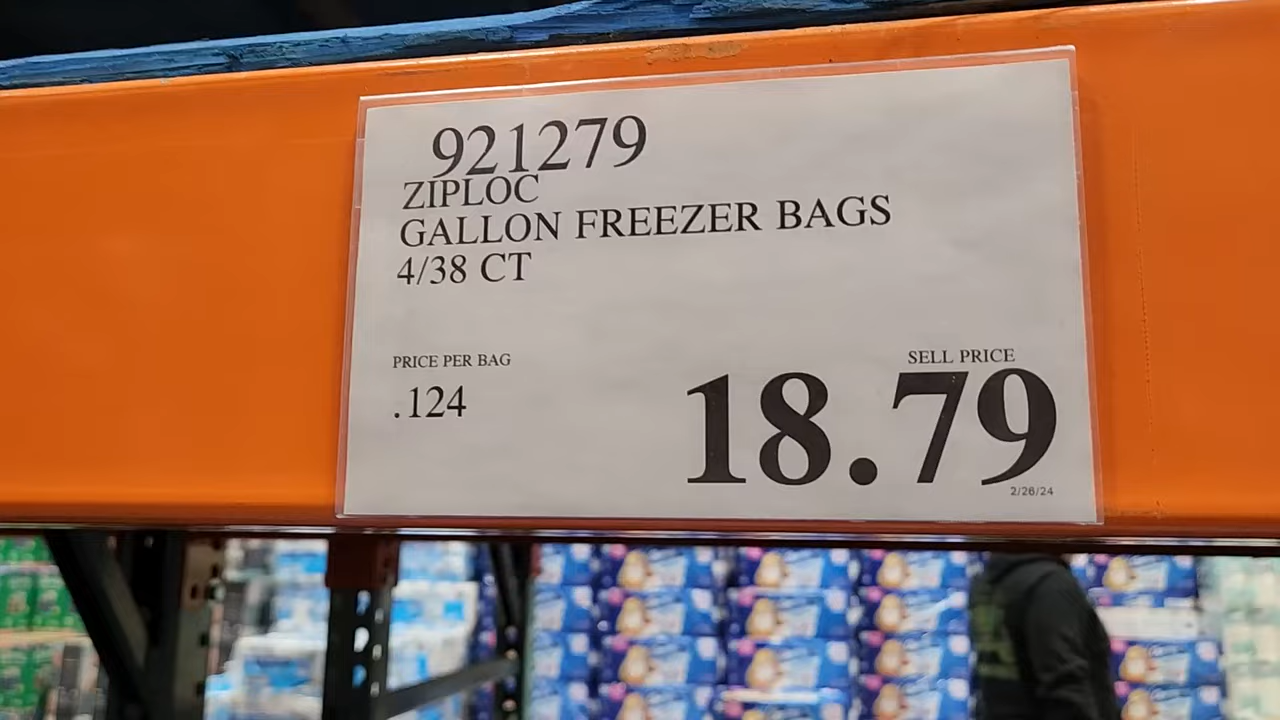 921279
ZIPLOC
GALLON FREEZER BAGS
4/38 CT
PRICE PER BAG
.124
SELL PRICE
18.79
2/26/24